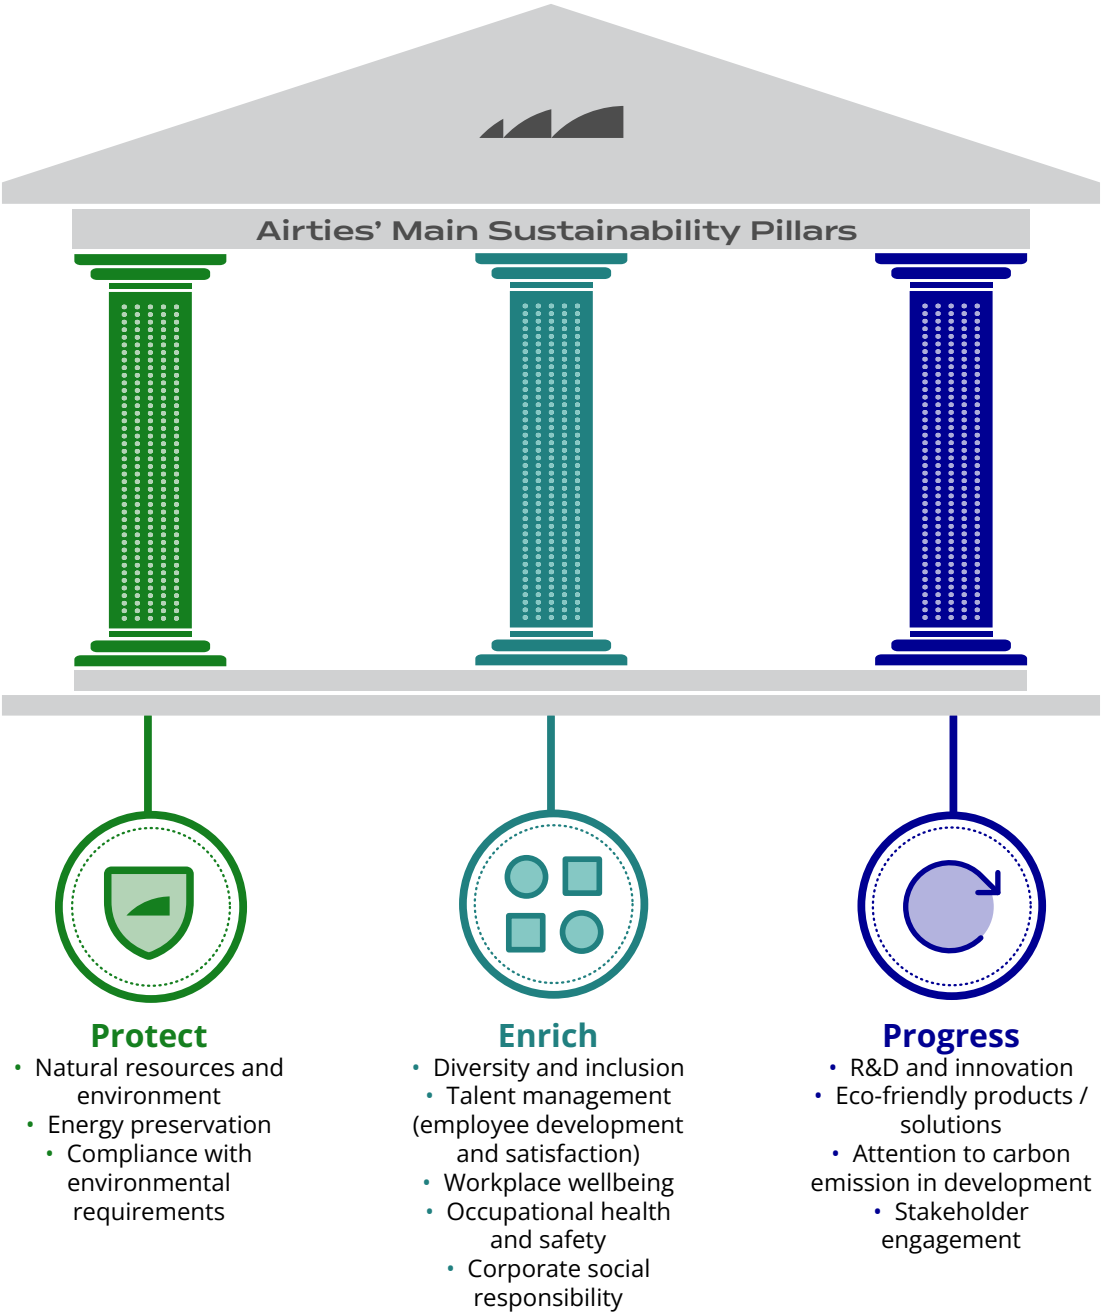 Airties’ Main Sustainability Pillars
Protect
• Natural resources and
environment
• Energy preservation
• Compliance with
environmental
requirements
Enrich
• Diversity and inclusion
• Talent management
(employee development
and satisfaction)
• Workplace wellbeing
• Occupational health
and safety
• Corporate social
responsibility
Progress
• R&D and innovation
• Eco-friendly products /
solutions
• Attention to carbon
emission in development
• Stakeholder
engagement